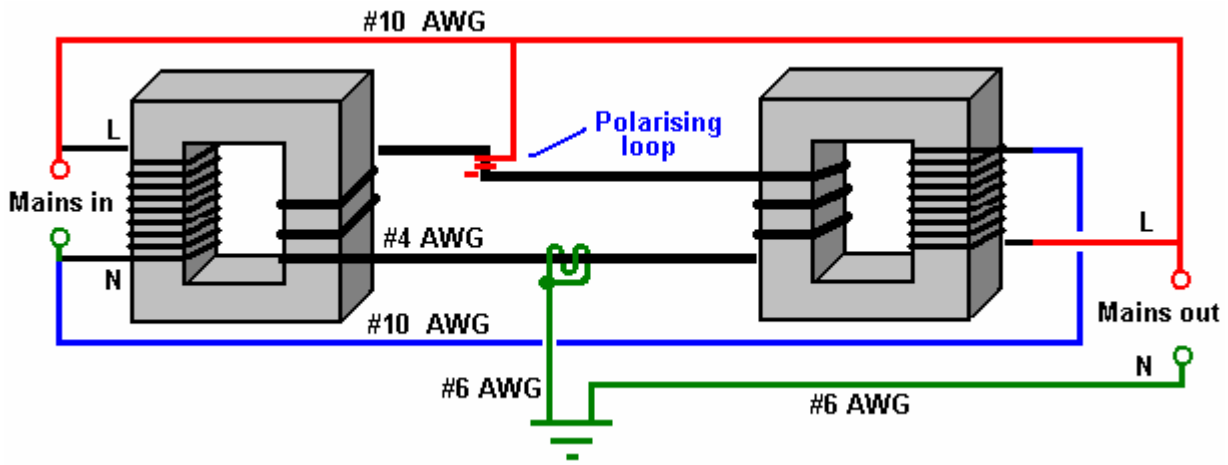 #10 AWG
Polarising
loop
L
Mains in
#4 AWG
L
N
#10 AWG
Mains out
N
#6 AWG
#6 AWG